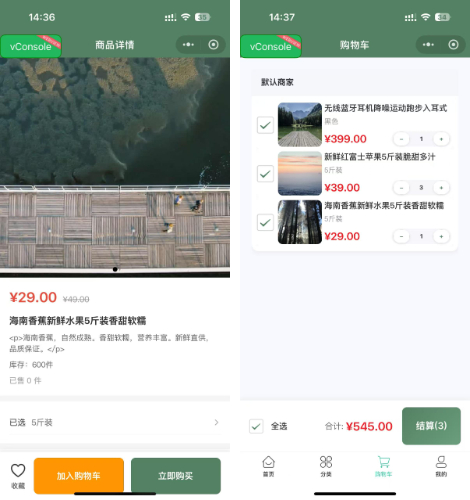 14:36
35
vConsole
商品详情
¥29.00 ¥49.00
海南香蕉新鲜水果5斤装香甜软糯
<p>海南香蕉，自然成熟，香甜软糯，营养丰富。新鲜直供，
品质保证。</p>
库存：600件
已售 0 件
已选 5斤装
收藏
加入购物车
立即购买
14:37
vConsole
购物车
默认商家
无线蓝牙耳机降噪运动跑步入耳式
黑色
¥399.00
1
新鲜红富士苹果5斤装脆甜多汁
5斤装
¥39.00
3
海南香蕉新鲜水果5斤装香甜软糯
5斤装
¥29.00
1
全选
合计: ¥545.00
结算(3)
首页
分类
购物车
我的